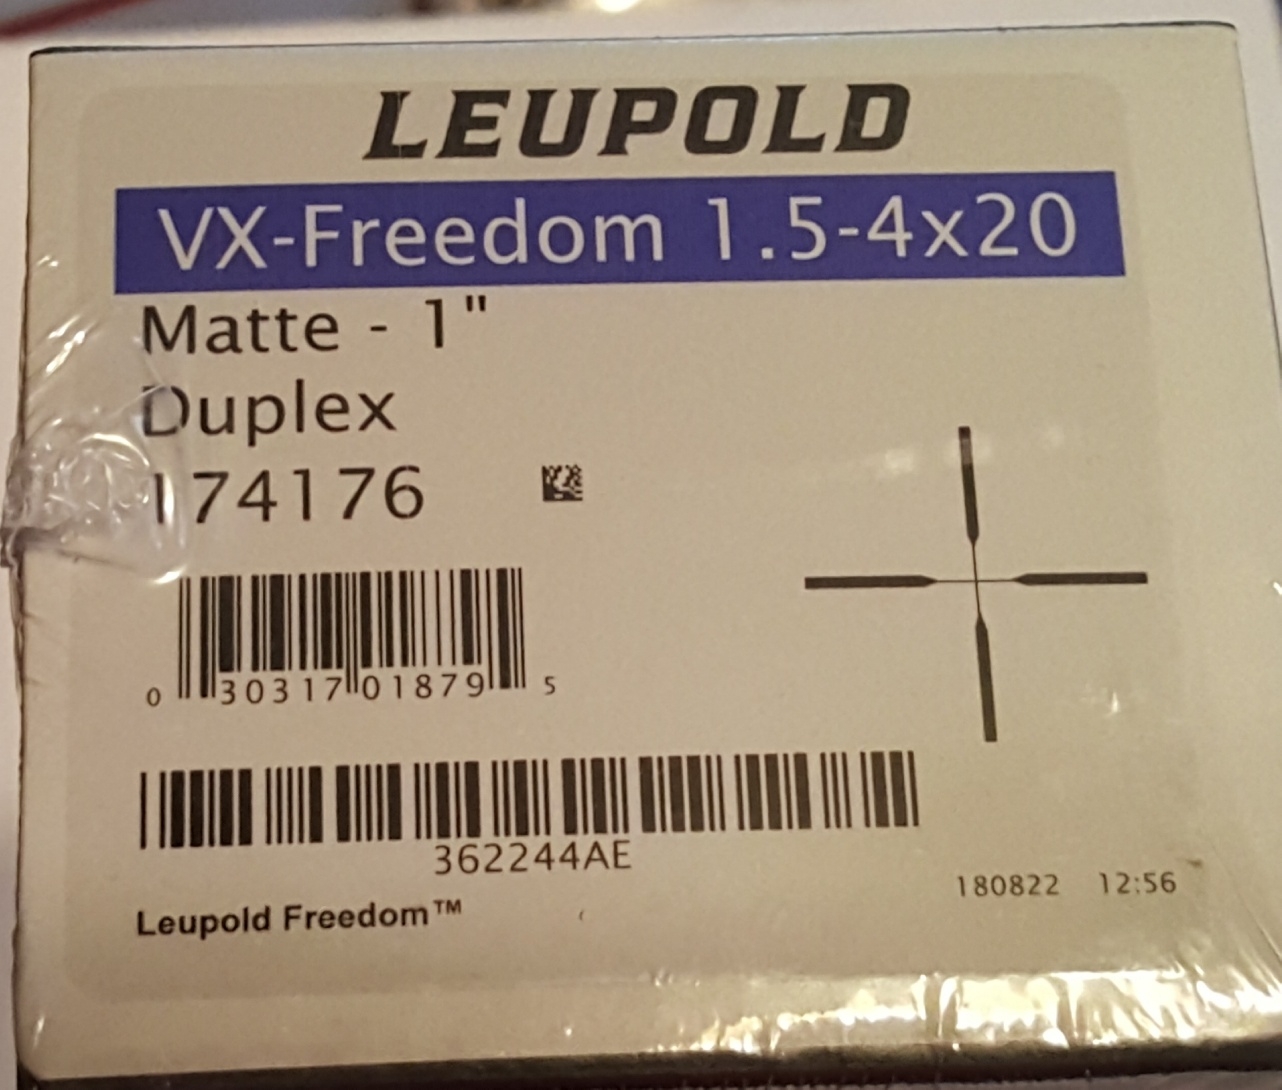 LEUPOLD
VX-Freedom 1.5-4x20
Matte - 1"
Duplex
174176
0 30317 01879 5
362244AE
180822 12:56
Leupold Freedom™